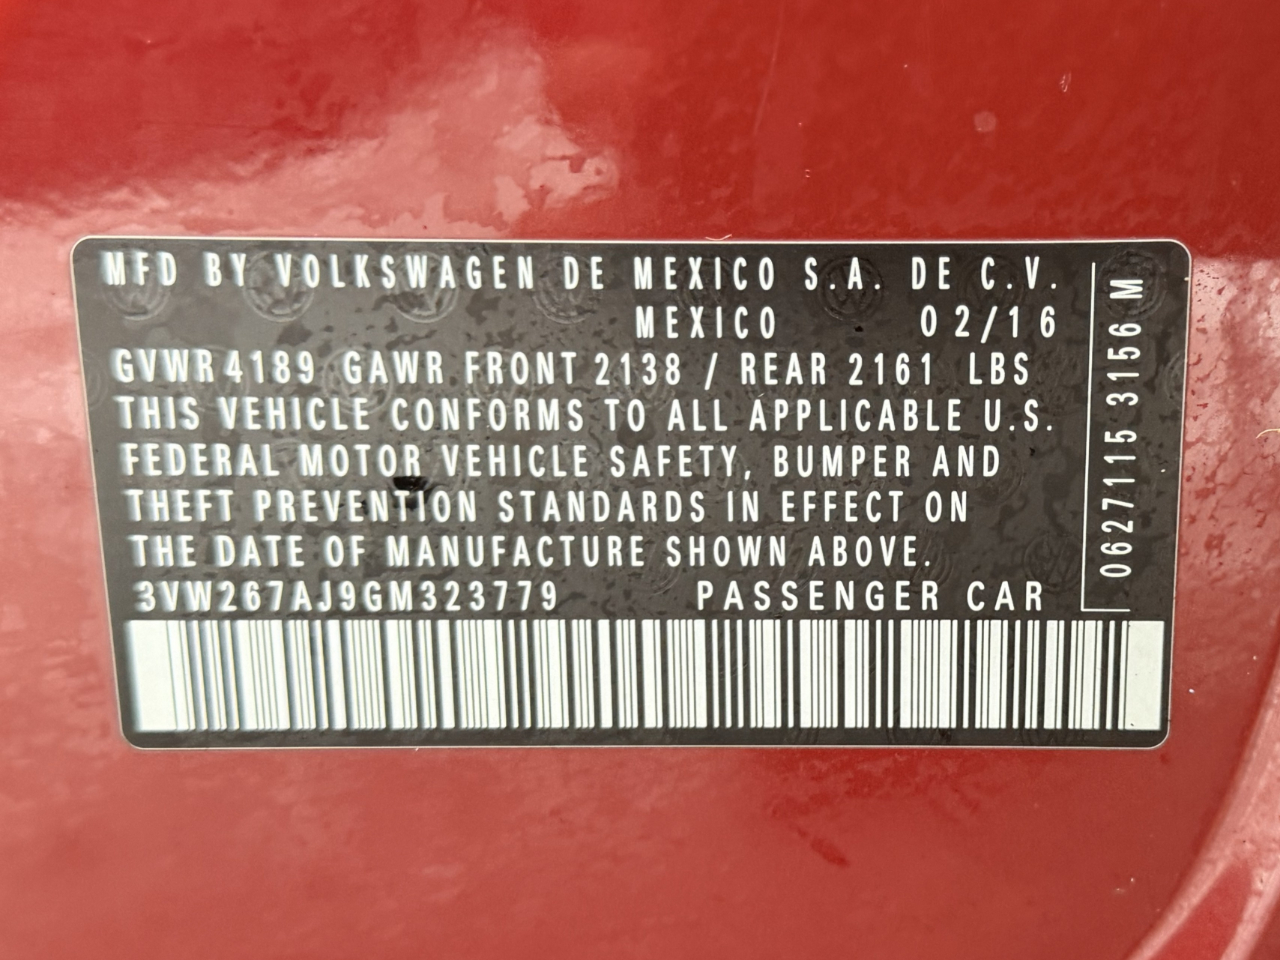 MFD BY VOLKSWAGEN DE MEXICO S.A. DE C.V.
MEXICO 02/16
GVWR 4189 GAWR FRONT 2138 / REAR 2161 LBS
THIS VEHICLE CONFORMS TO ALL APPLICABLE U.S.
FEDERAL MOTOR VEHICLE SAFETY, BUMPER AND
THEFT PREVENTION STANDARDS IN EFFECT ON
THE DATE OF MANUFACTURE SHOWN ABOVE.
3VW267AJ9GM323779 PASSENGER CAR
0627115 3156 M